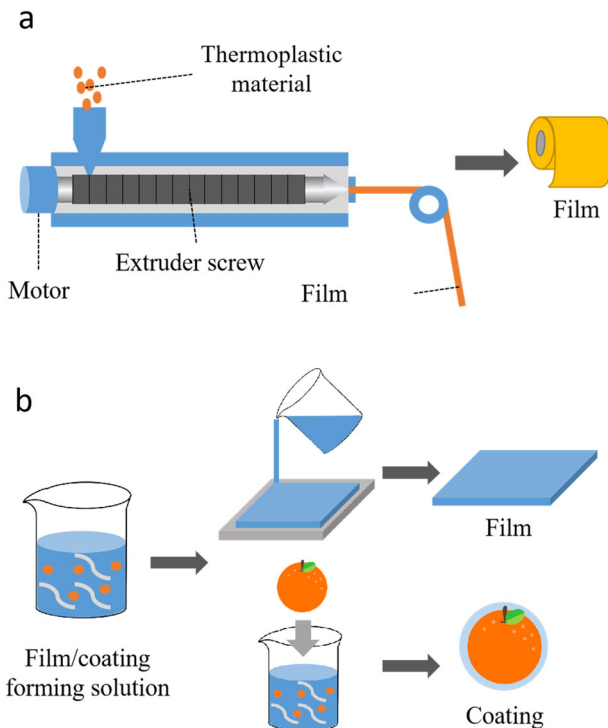 a
Thermoplastic
material
Extruder screw
Motor
Film
Film
b
Film/coating
forming solution
Film
Coating